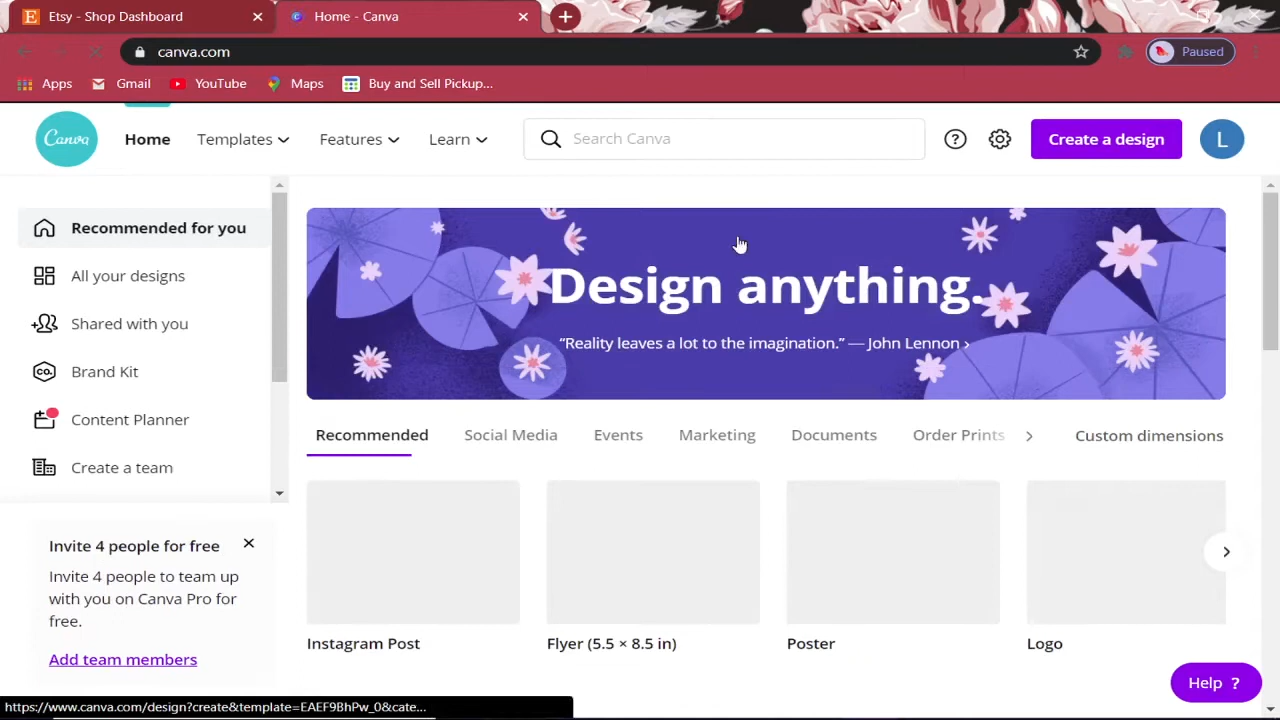 Etsy - Shop Dashboard
Home - Canva
canva.com
Paused
Apps
Gmail
YouTube
Maps
Buy and Sell Pickup...
Canva
Home
Templates
Features
Learn
Search Canva
Create a design
L
Recommended for you
All your designs
Shared with you
CO.
Brand Kit
Content Planner
Create a team
Invite 4 people for free
Invite 4 people to team up
with you on Canva Pro for
free.
Add team members
Design anything.
“Reality leaves a lot to the imagination.” — John Lennon ›
Recommended
Social Media
Events
Marketing
Documents
Order Prints
Custom dimensions
Instagram Post
Flyer (5.5 × 8.5 in)
Poster
Logo
Help ?
https://www.canva.com/design?create&template=EAEF9BhPw_0&cate...